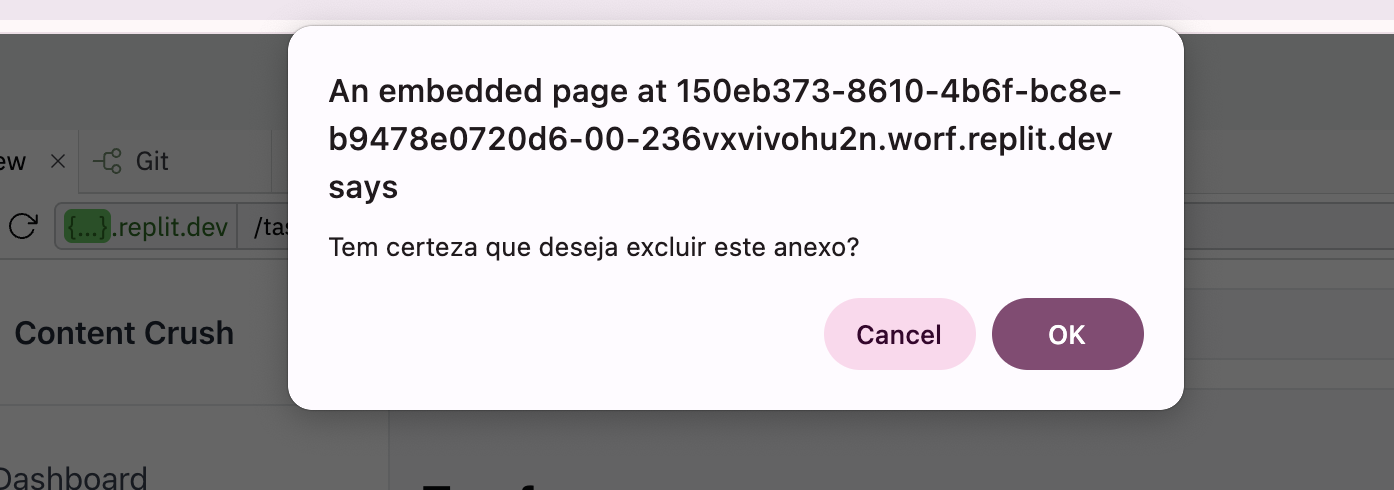 An embedded page at 150eb373-8610-4b6f-bc8e-
b9478e0720d6-00-236vxvivohu2n.worf.replit.dev
says
Tem certeza que deseja excluir este anexo?
Cancel OK
ew × Git
{...}.replit.dev /tas
Content Crush
Dashboard